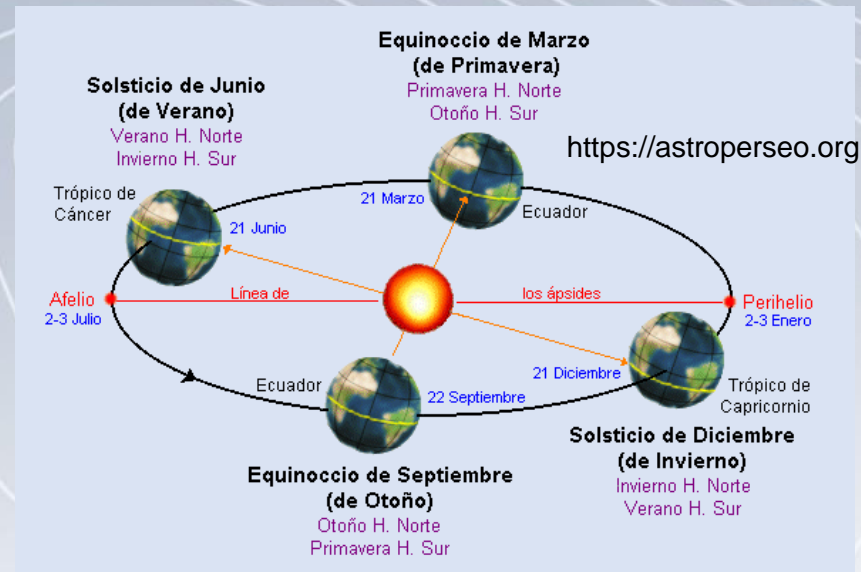 Equinoccio de Marzo
(de Primavera)
Primavera H. Norte
Otoño H. Sur
Solsticio de Junio
(de Verano)
Verano H. Norte
Invierno H. Sur
https://astroperseo.org
Trópico de
Cáncer
21 Marzo
Ecuador
21 Junio
Afelio
2-3 Julio
Línea de
los ápsides
Perihelio
2-3 Enero
Ecuador
22 Septiembre
21 Diciembre
Trópico de
Capricornio
Solsticio de Diciembre
(de Invierno)
Invierno H. Norte
Verano H. Sur
Equinoccio de Septiembre
(de Otoño)
Otoño H. Norte
Primavera H. Sur